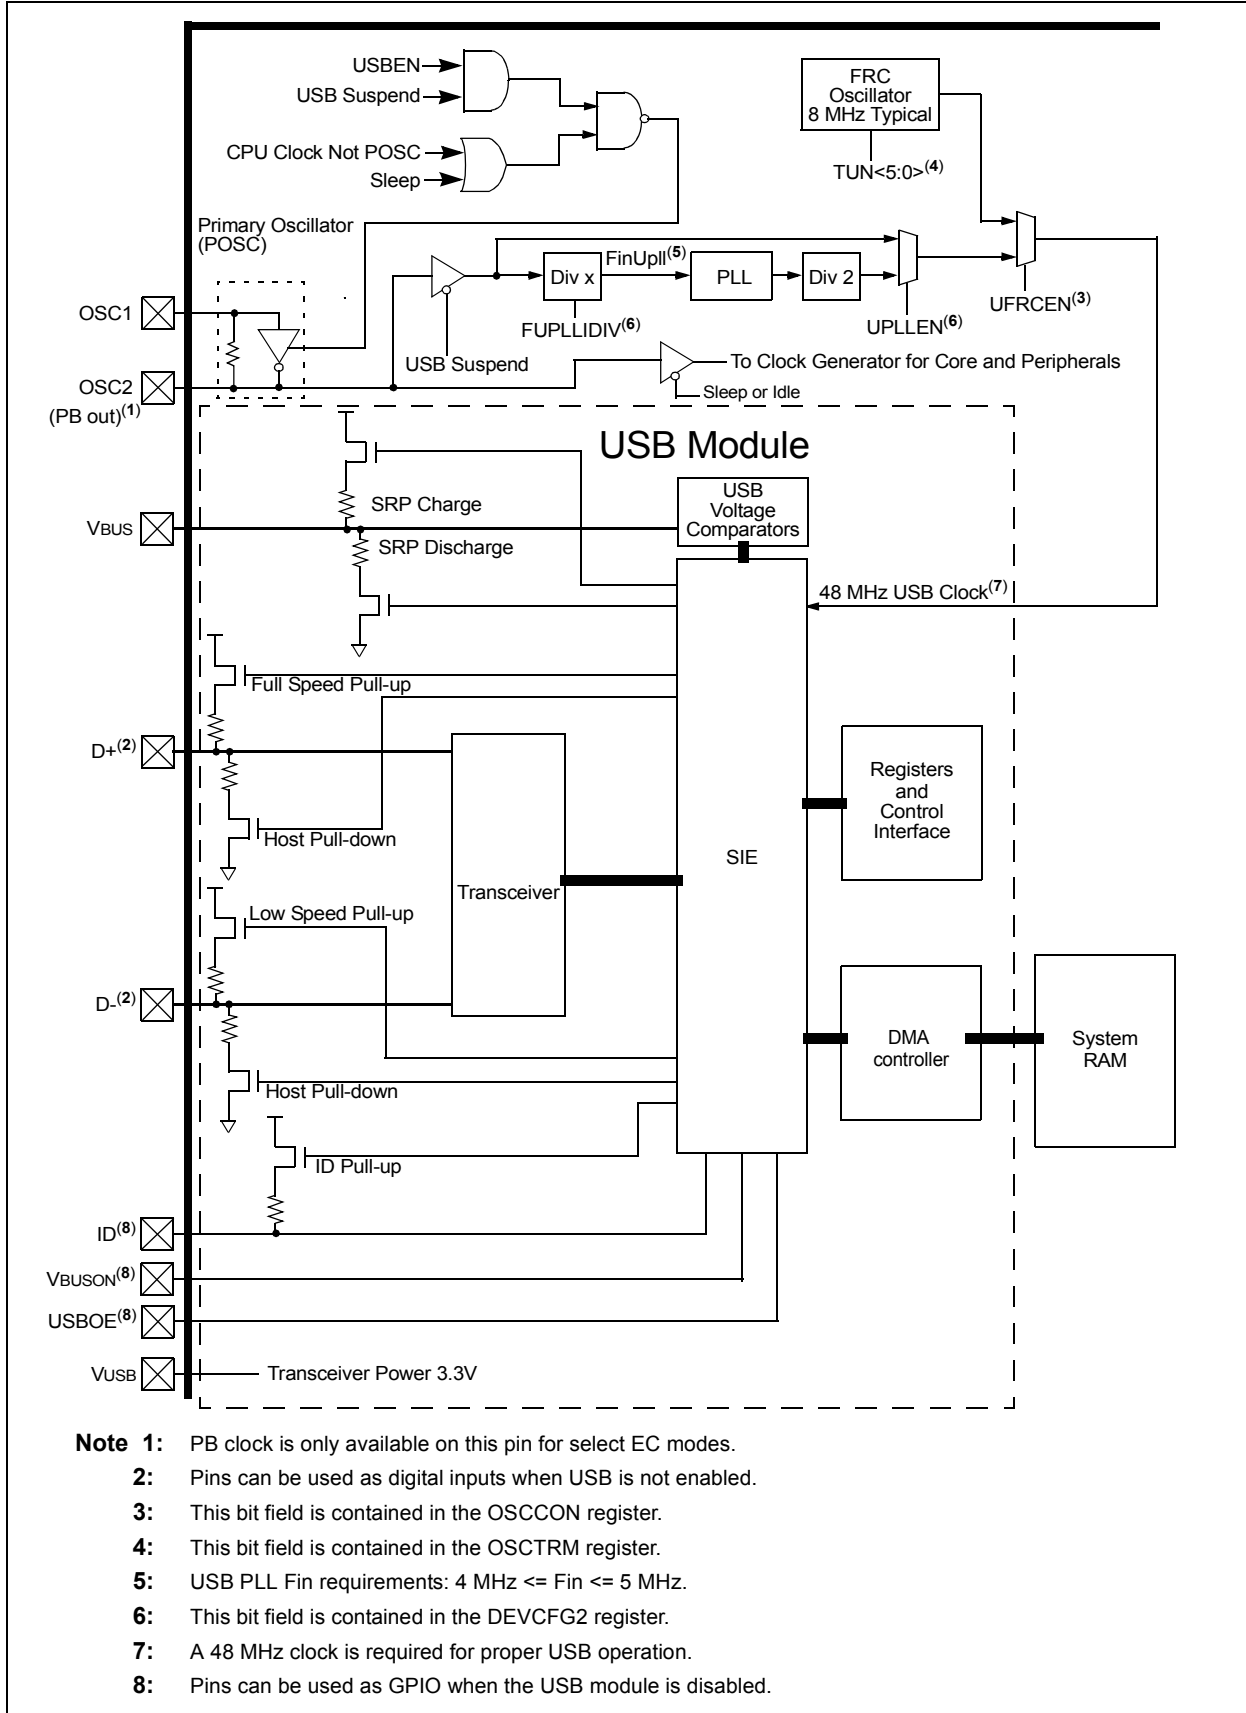 USBEN
USB Suspend
CPU Clock Not POSC
Sleep
FRC
Oscillator
8 MHz Typical
TUN<5:0>(4)
Primary Oscillator
(POSC)
FinUpll(5)
Div x
PLL
Div 2
UFRCEN(3)
FUPLLIDIV(6)
UPLLEN(6)
OSC1
USB Suspend
To Clock Generator for Core and Peripherals
OSC2
(PB out)(1)
Sleep or Idle
USB Module
USB
Voltage
Comparators
SRP Charge
VBUS
SRP Discharge
48 MHz USB Clock(7)
Full Speed Pull-up
D+(2)
Registers
and
Control
Interface
Host Pull-down
SIE
Transceiver
Low Speed Pull-up
D-(2)
DMA
controller
System
RAM
Host Pull-down
ID Pull-up
ID(8)
VBUSON(8)
USBOE(8)
VUSB
Transceiver Power 3.3V
Note 1: PB clock is only available on this pin for select EC modes.
2: Pins can be used as digital inputs when USB is not enabled.
3: This bit field is contained in the OSCCON register.
4: This bit field is contained in the OSCTRM register.
5: USB PLL Fin requirements: 4 MHz <= Fin <= 5 MHz.
6: This bit field is contained in the DEVCFG2 register.
7: A 48 MHz clock is required for proper USB operation.
8: Pins can be used as GPIO when the USB module is disabled.